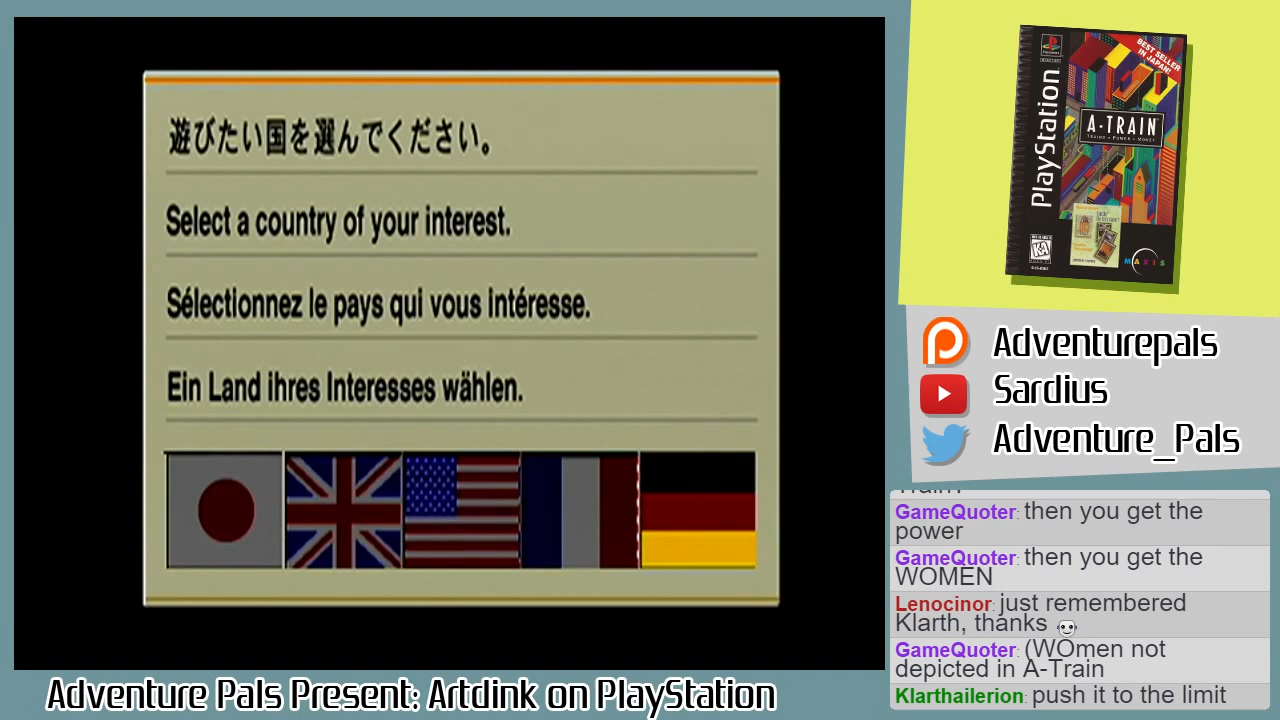 遊びたい国を選んでください。
Select a country of your interest.
Sélectionnez le pays qui vous intéresse.
Ein Land ihres Interesses wählen.
Adventure Pals Present: Artdink on PlayStation
BEST SELLER
IN JAPAN!
PlayStation
A-TRAIN
TRAINS • POWER • MONEY
MAXIS
Adventurepals
Sardius
Adventure_Pals
GameQuoter: then you get the
power
GameQuoter: then you get the
WOMEN
Lenocinor: just remembered
Klarth, thanks
GameQuoter: (WOmen not
depicted in A-Train
Klarthailerion: push it to the limit